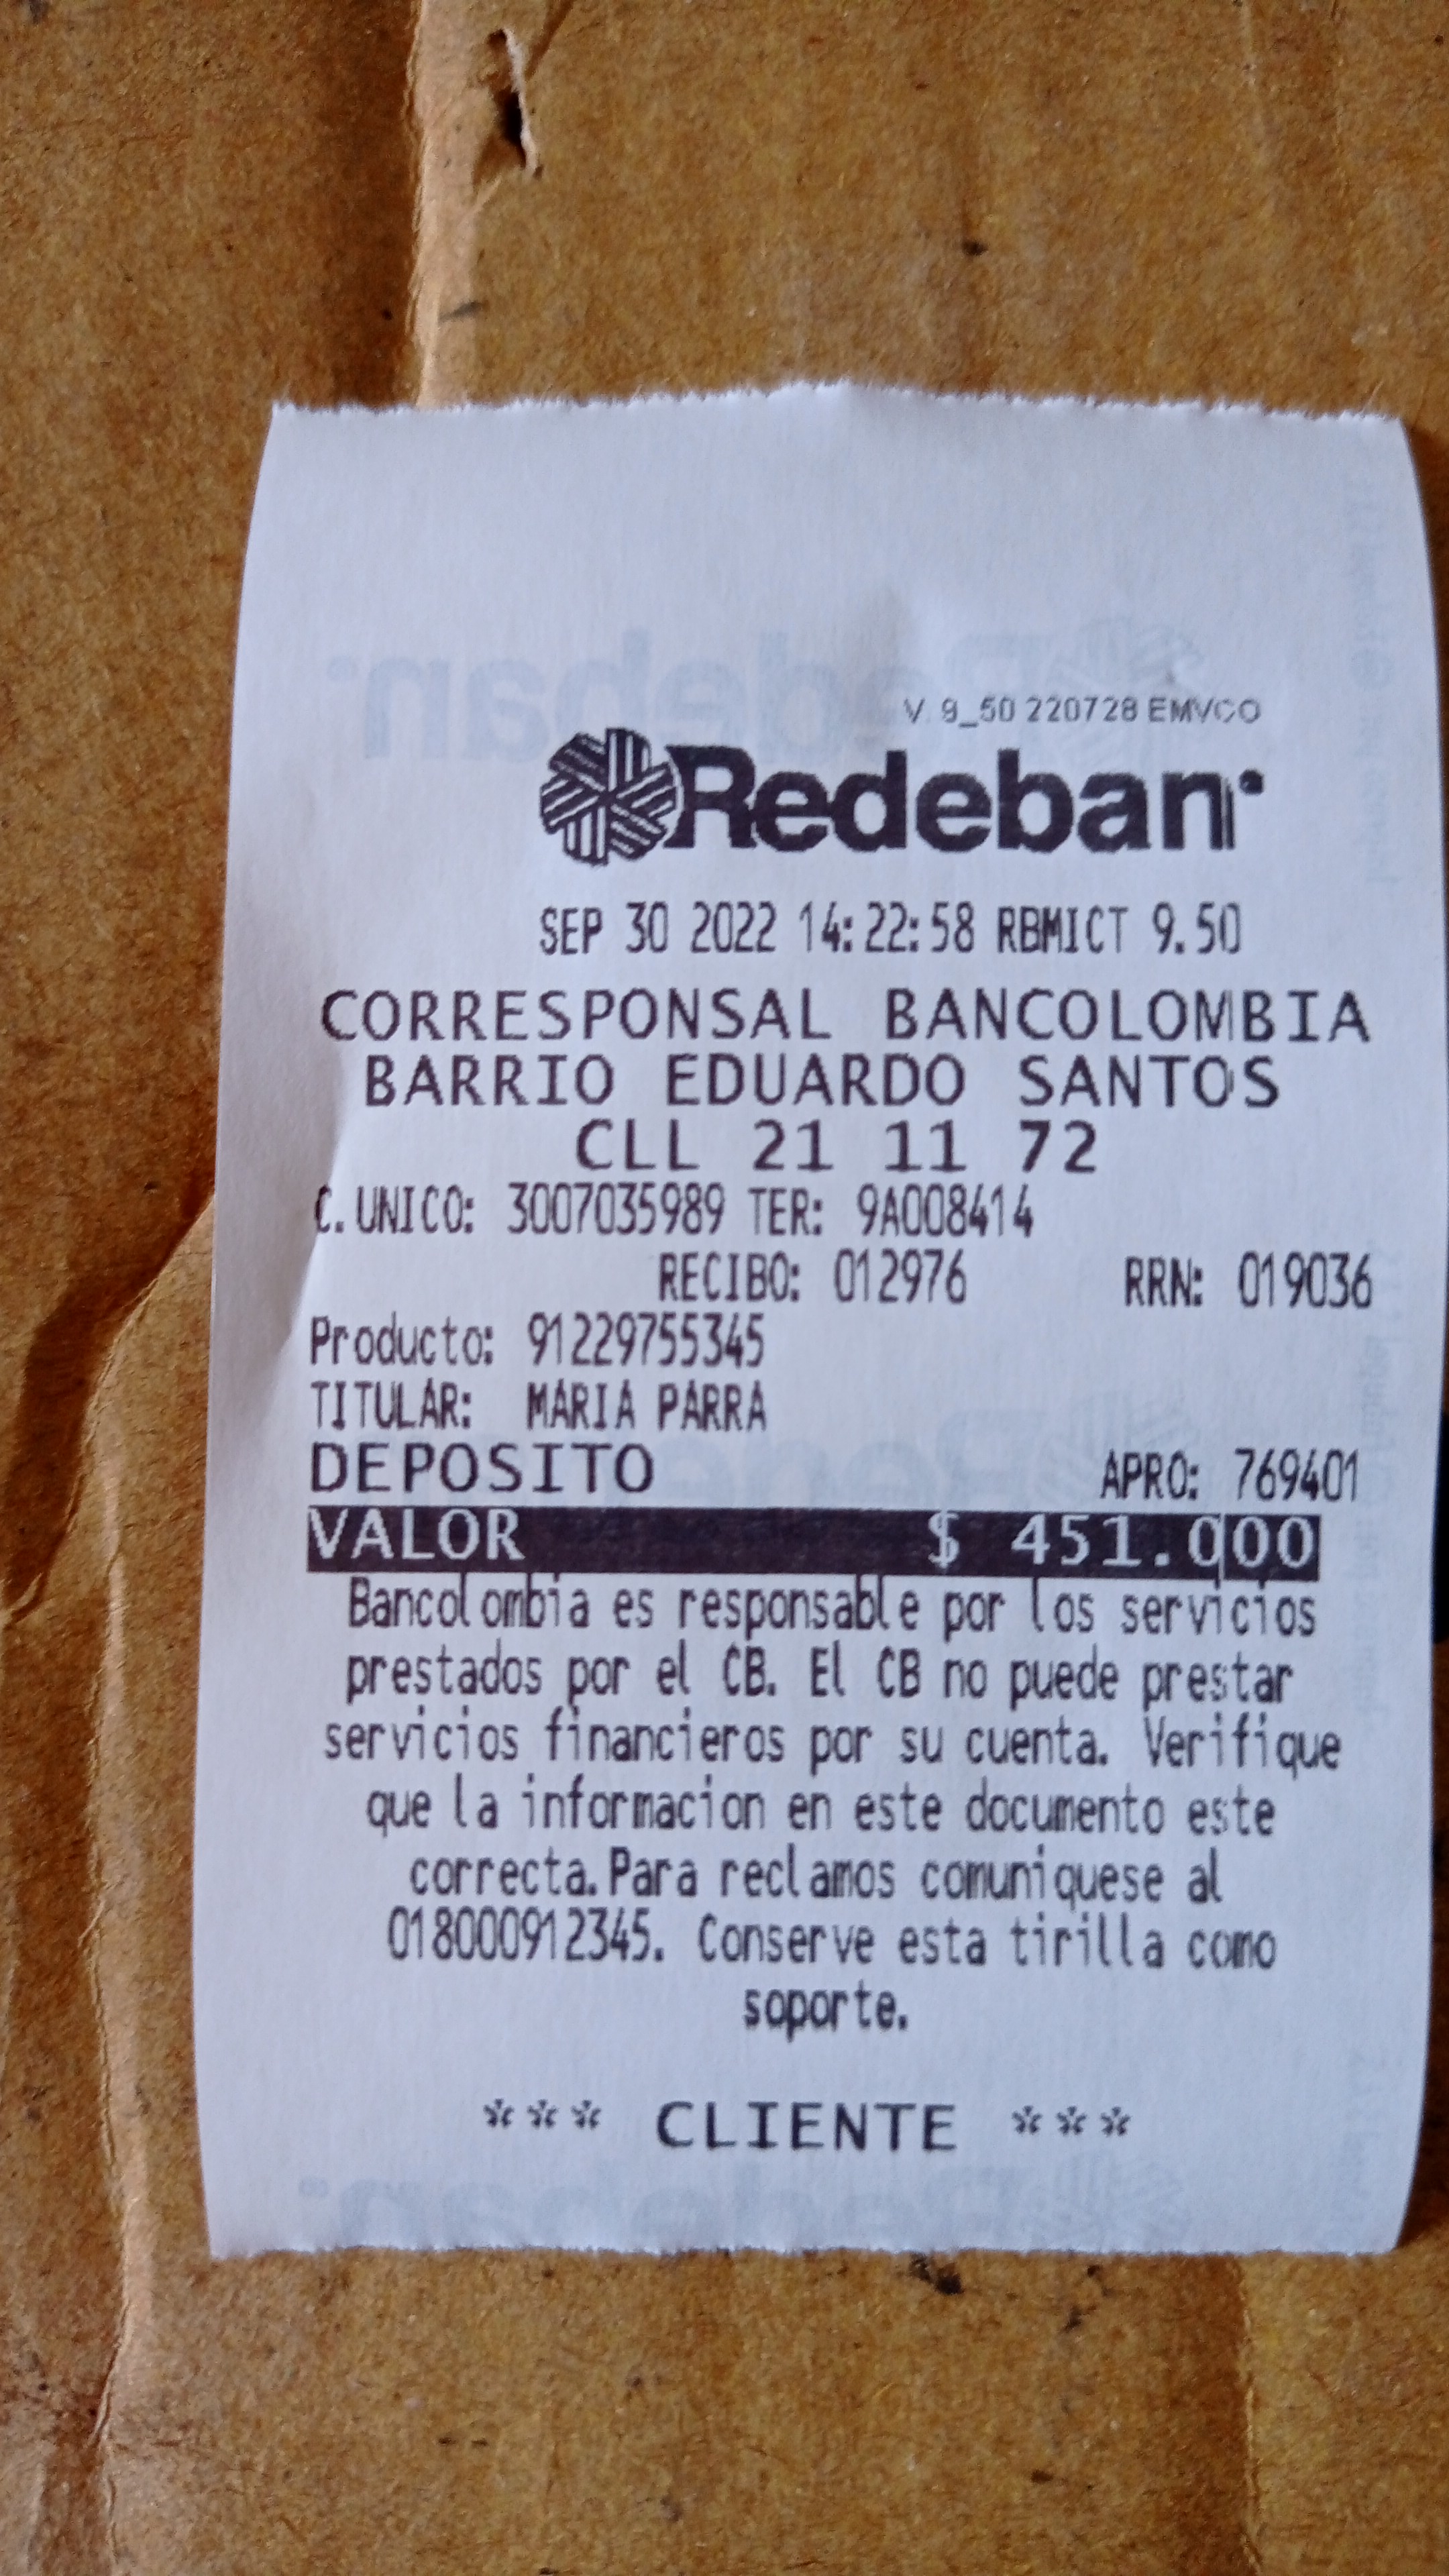 V. 9_50 220728 EMVCO
Redeban
SEP 30 2022 14:22:58 RBMICT 9.50
CORRESPONSAL BANCOLOMBIA
BARRIO EDUARDO SANTOS
CLL 21 11 72
C.UNICO: 3007035989 TER: 9A008414
RECIBO: 012976 RRN: 019036
Producto: 91229755345
TITULAR: MARIA PARRA
DEPOSITO APRO: 769401
VALOR $ 451.000
Bancolombia es responsable por los servicios
prestados por el CB. El CB no puede prestar
servicios financieros por su cuenta. Verifique
que la informacion en este documento este
correcta.Para reclamos comuniquese al
018000912345. Conserve esta tirilla como
soporte.
*** CLIENTE ***